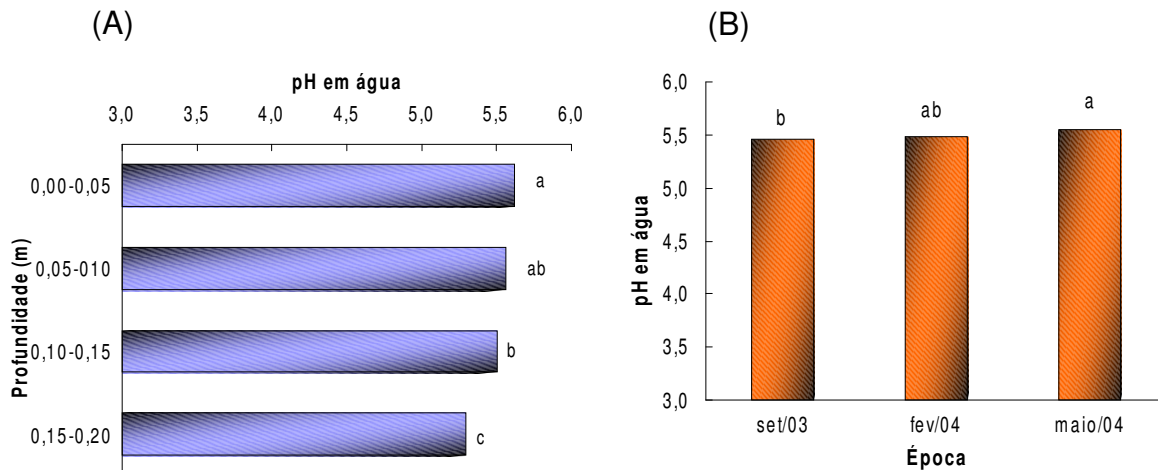 (A)
pH em água
3,0 3,5 4,0 4,5 5,0 5,5 6,0
Profundidade (m)
0,00-0,05 a
0,05-010 ab
0,10-0,15 b
0,15-0,20 c
(B)
pH em água
6,0
5,5
5,0
4,5
4,0
3,5
3,0
b ab a
set/03 fev/04 maio/04
Época